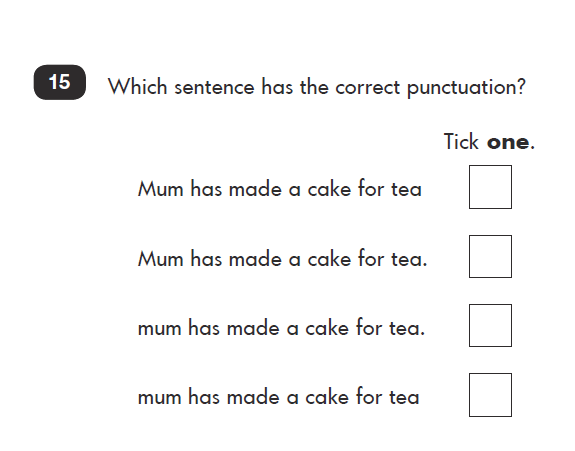 15 Which sentence has the correct punctuation?
Tick one.
Mum has made a cake for tea
Mum has made a cake for tea.
mum has made a cake for tea.
mum has made a cake for tea